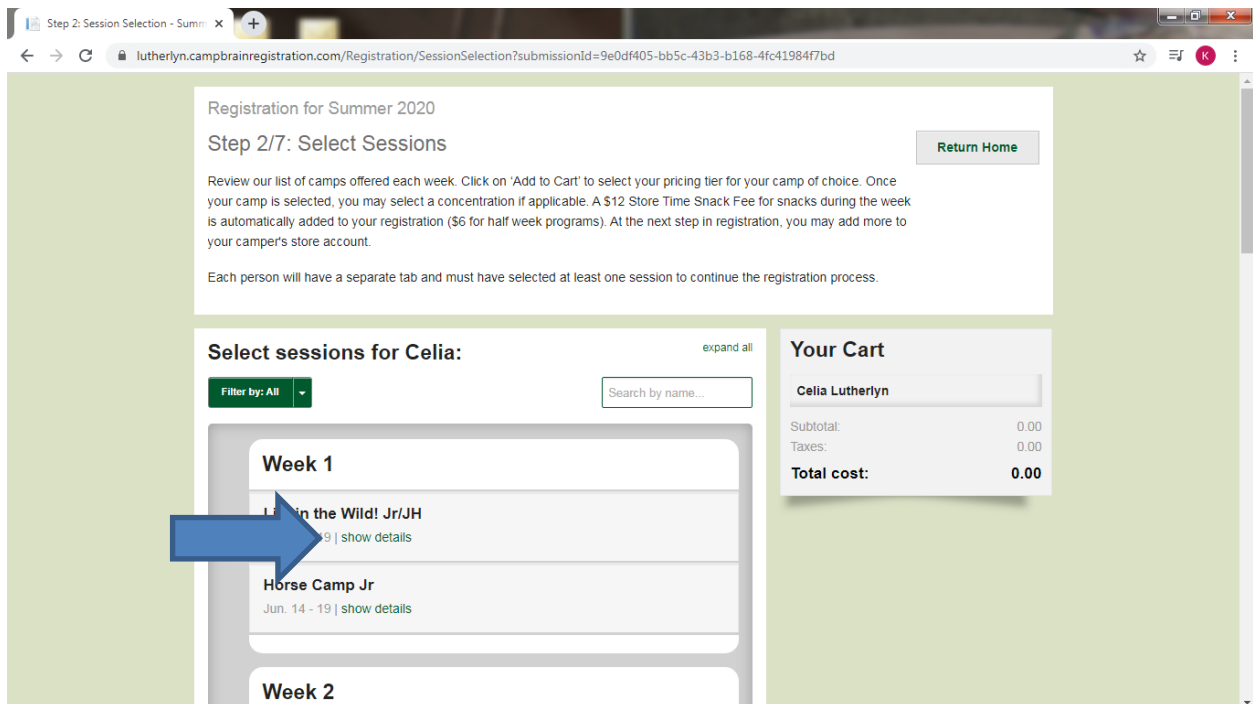 Step 2: Session Selection - Summ
lutherlyn.campbrainregistration.com/Registration/SessionSelection?submissionId=9e0df405-bb5c-43b3-b168-4fc41984f7bd
K
Registration for Summer 2020
Step 2/7: Select Sessions
Return Home
Review our list of camps offered each week. Click on 'Add to Cart' to select your pricing tier for your camp of choice. Once
your camp is selected, you may select a concentration if applicable. A $12 Store Time Snack Fee for snacks during the week
is automatically added to your registration ($6 for half week programs). At the next step in registration, you may add more to
your camper's store account.
Each person will have a separate tab and must have selected at least one session to continue the registration process.
Select sessions for Celia:
expand all
Filter by: All
Search by name...
Week 1
in the Wild! Jr/JH
9 | show details
Horse Camp Jr
Jun. 14 - 19 | show details
Week 2
Your Cart
Celia Lutherlyn
Subtotal: 0.00
Taxes: 0.00
Total cost: 0.00